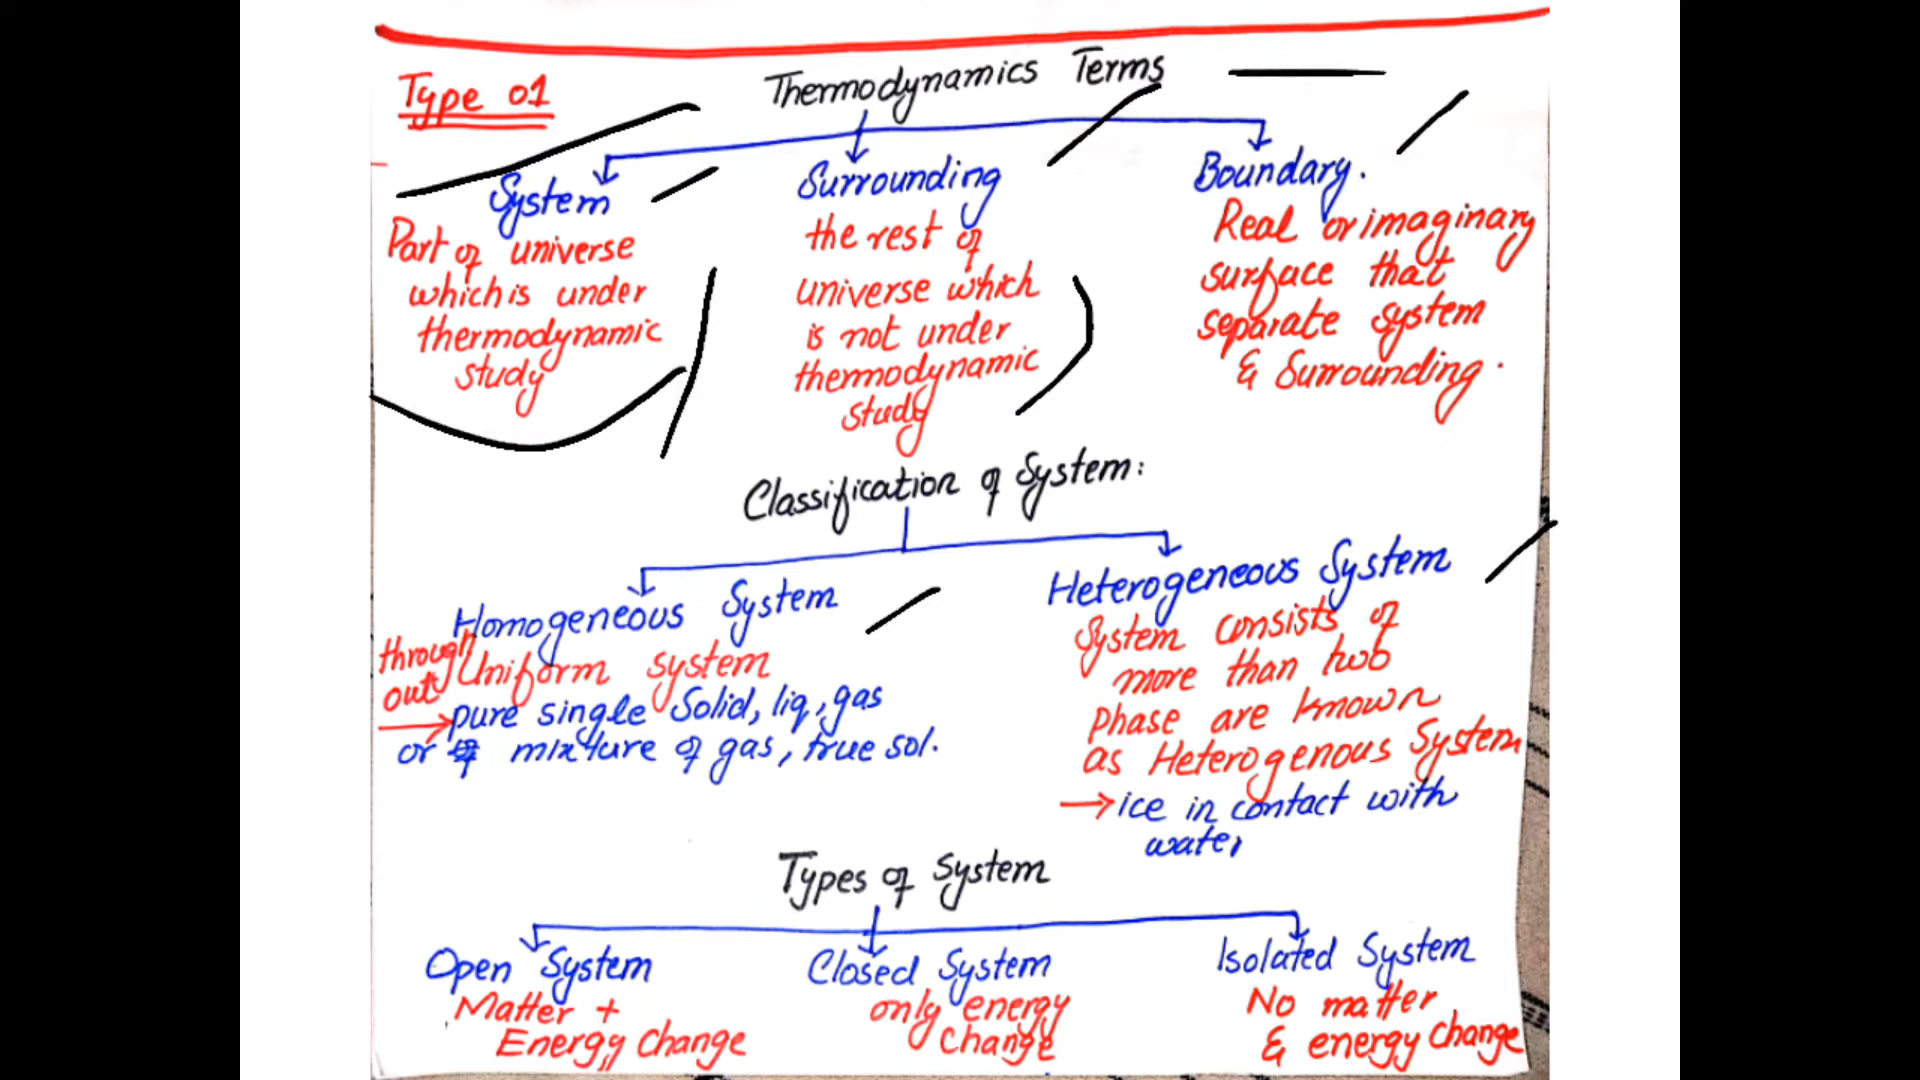 Type 01
Thermodynamics Terms
System
Part of universe
which is under
thermodynamic
study
Surrounding
the rest of
universe which
is not under
thermodynamic
study
Boundary.
Real or imaginary
surface that
separate system
& Surrounding.
Classification of System:
Homogeneous System
through
out
Uniform system
→ pure single Solid, liq, gas
or mixture of gas, true sol.
Heterogeneous System
System consists of
more than two
phase are known
as Heterogenous System
→ ice in contact with
water
Types of System
Open System
Matter +
Energy Change
Closed System
only energy
Change
Isolated System
No matter
& energy change